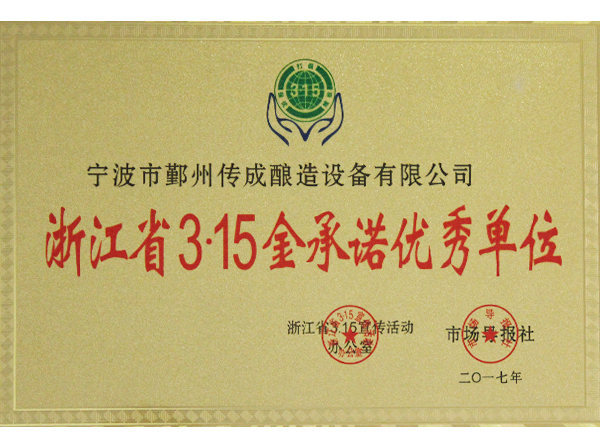 3·15
宁波市鄞州传成酿造设备有限公司
浙江省3·15金承诺优秀单位
浙江省3.15宣传活动
办公室
市场导报社
二〇一七年